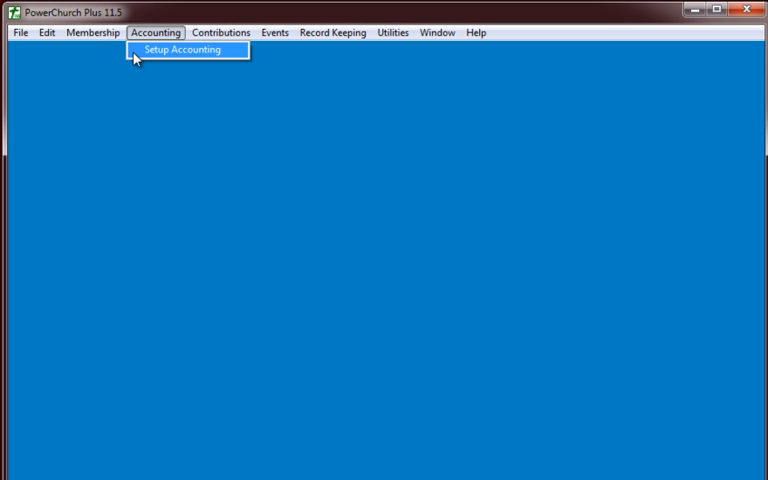 PowerChurch Plus 11.5
File Edit Membership Accounting Contributions Events Record Keeping Utilities Window Help
Setup Accounting